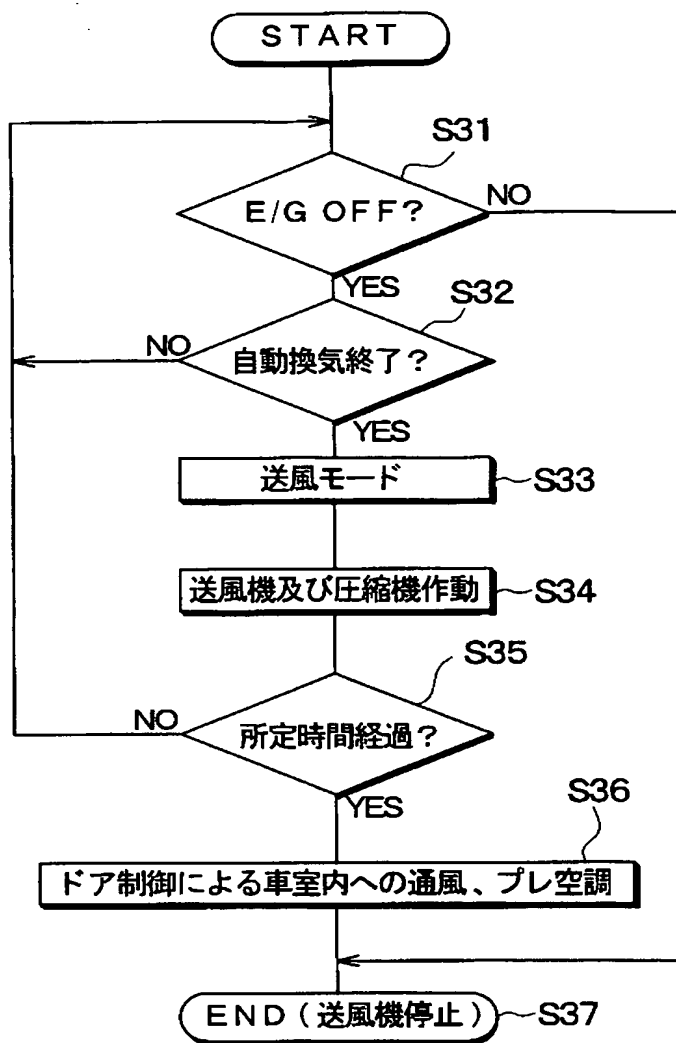 START
S31
E/G OFF?
NO
YES
S32
NO
自動換気終了?
YES
送風モード
S33
送風機及び圧縮機作動
S34
S35
NO
所定時間経過?
YES
S36
ドア制御による車室内への通風、プレ空調
END(送風機停止)
S37